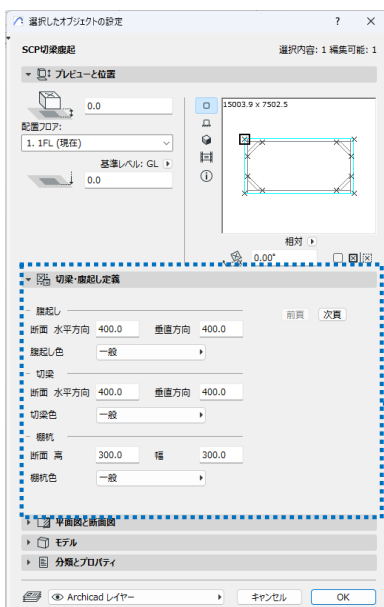 選択したオブジェクトの設定 ? ×
SCP切梁腹起 選択内容: 1 編集可能: 1
プレビューと位置
0.0
配置フロア:
1. 1FL (現在)
基準レベル: GL
0.0
15003.9 x 7502.5
相対
0.00°
切梁・腹起し定義
腹起し
前頁 次頁
断面 水平方向 400.0 垂直方向 400.0
腹起し色 一般
切梁
断面 水平方向 400.0 垂直方向 400.0
切梁色 一般
棚杭
断面 高 300.0 幅 300.0
棚杭色 一般
平面図と断面図
モデル
分類とプロパティ
Archicad レイヤー キャンセル OK